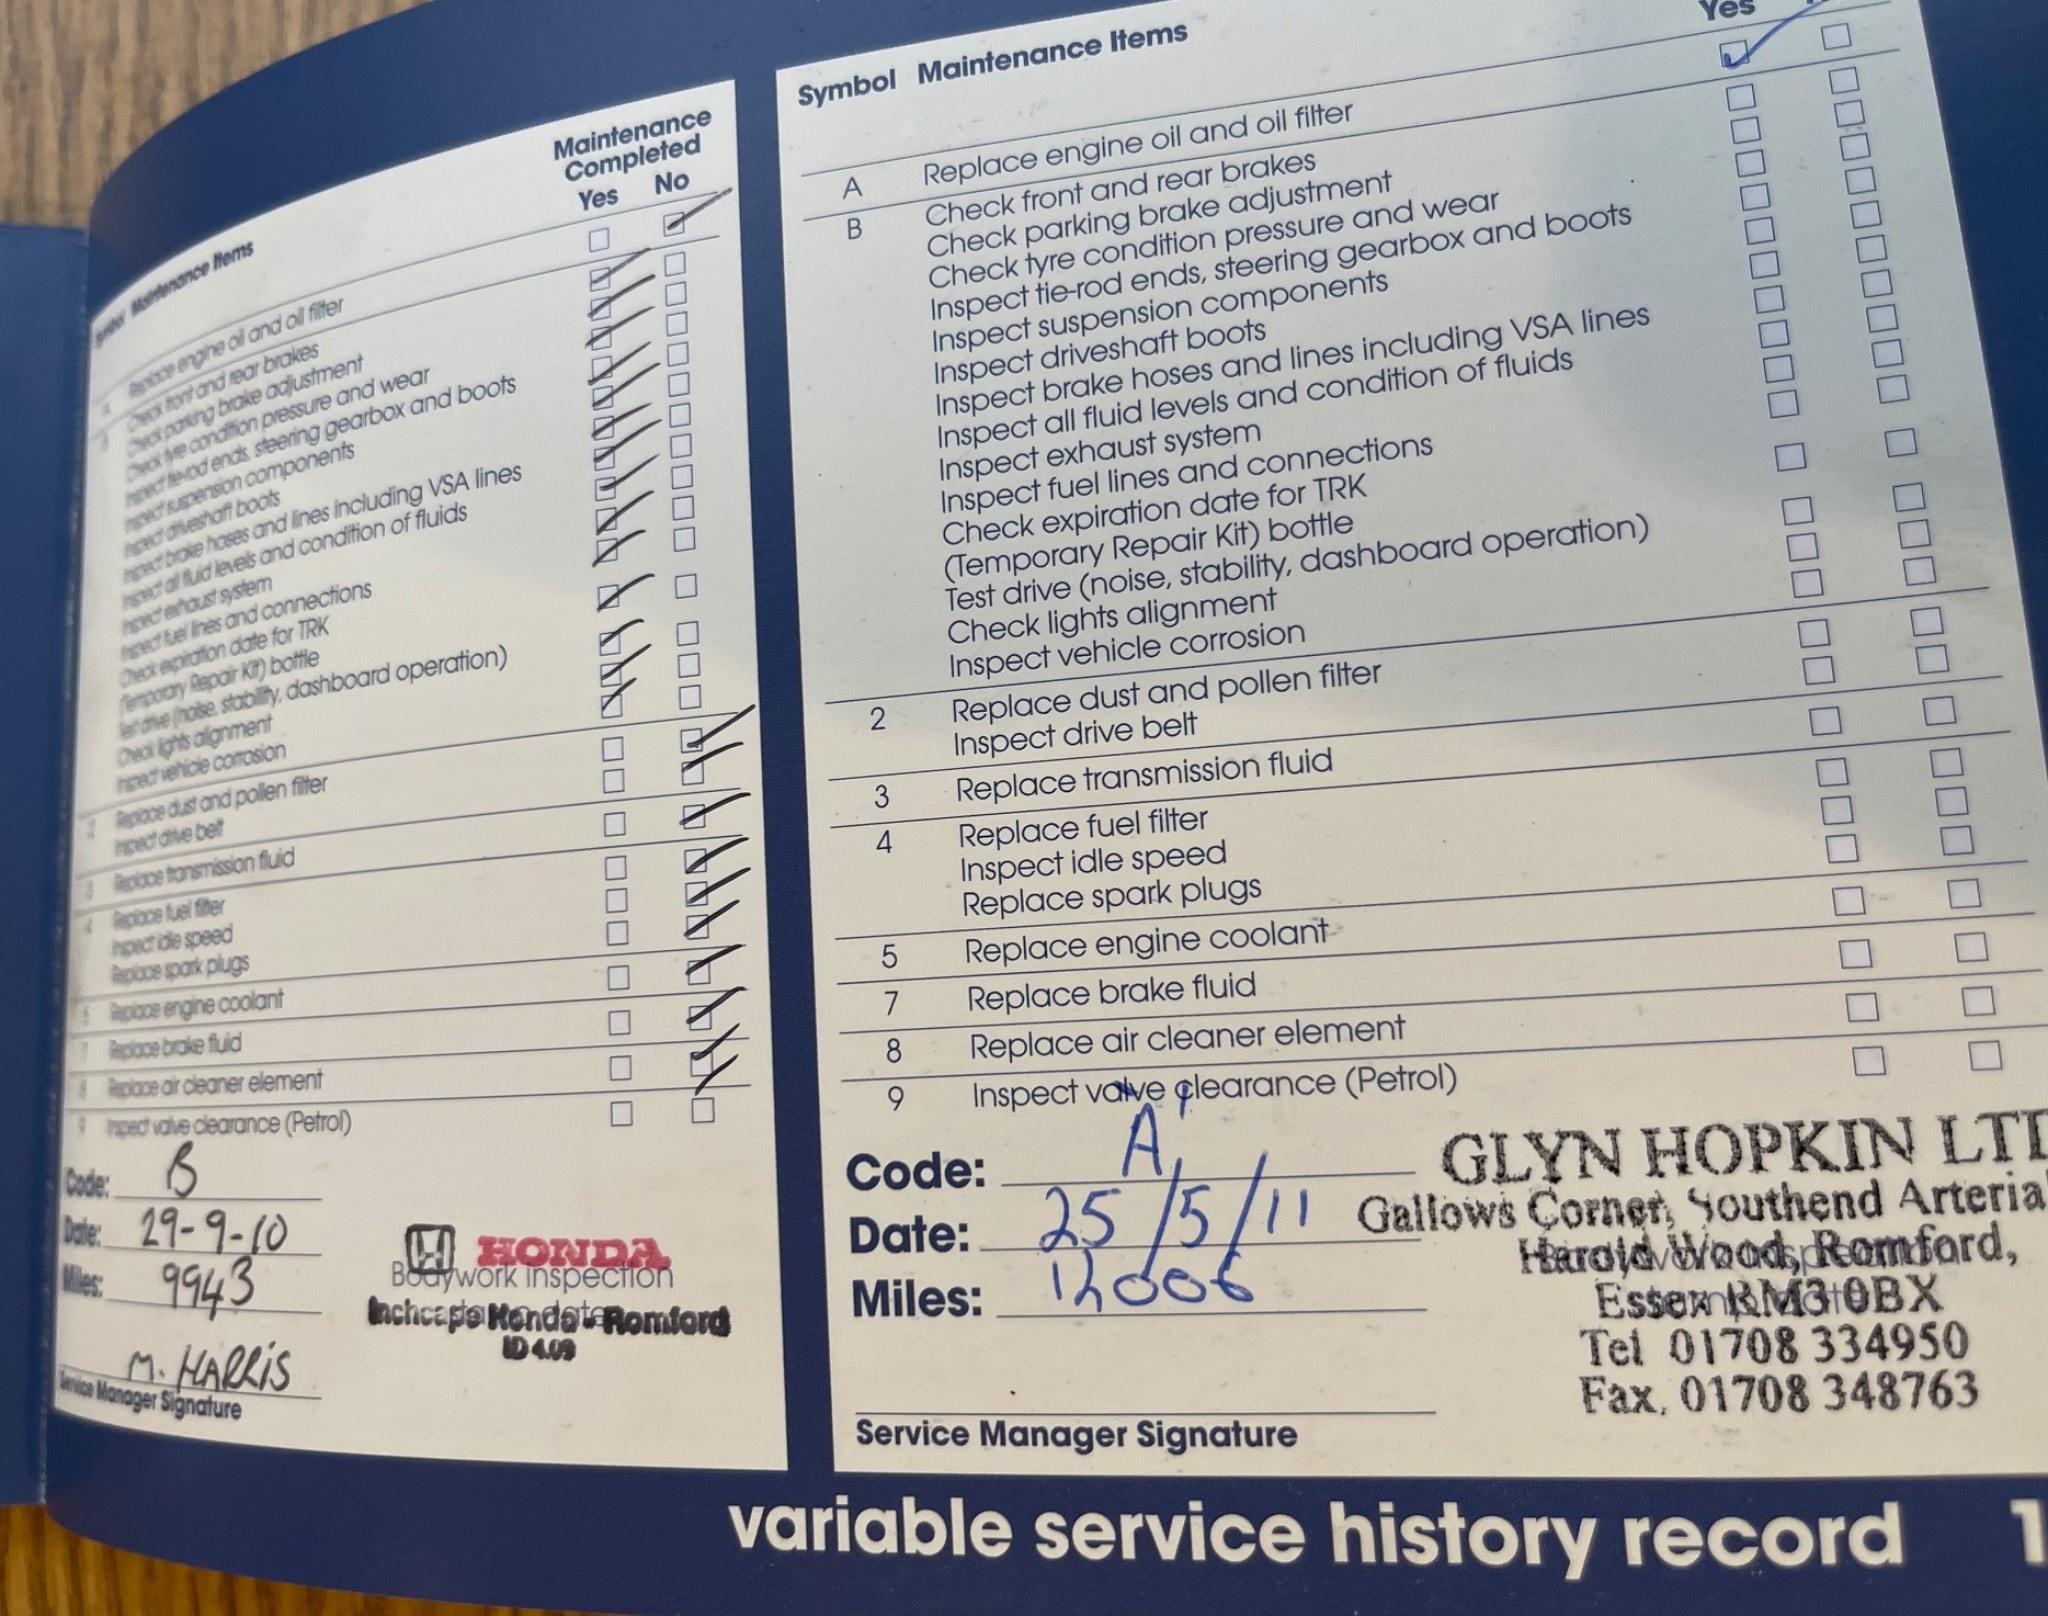 Maintenance
Completed
Symbol Maintenance Items
Yes No
A Replace engine oil and oil filter
B Check front and rear brakes
Check parking brake adjustment
Check tyre condition pressure and wear
Inspect tie-rod ends, steering gearbox and boots
Inspect suspension components
Inspect driveshaft boots
Inspect brake hoses and lines including VSA lines
Inspect all fluid levels and condition of fluids
Inspect exhaust system
Inspect fuel lines and connections
Check expiration date for TRK
(Temporary Repair Kit) bottle
Test drive (noise, stability, dashboard operation)
Check lights alignment
Inspect vehicle corrosion
2 Replace dust and pollen filter
Inspect drive belt
3 Replace transmission fluid
4 Replace fuel filter
Inspect idle speed
Replace spark plugs
5 Replace engine coolant
7 Replace brake fluid
8 Replace air cleaner element
9 Inspect valve clearance (Petrol)
Code: B
Date: 29-9-10
Miles: 9943
M. HARRIS
Service Manager Signature
HONDA
Bodywork inspection
Inchcape Honda - Romford
ID 4.09
Yes
Symbol Maintenance Items
A Replace engine oil and oil filter
B Check front and rear brakes
Check parking brake adjustment
Check tyre condition pressure and wear
Inspect tie-rod ends, steering gearbox and boots
Inspect suspension components
Inspect driveshaft boots
Inspect brake hoses and lines including VSA lines
Inspect all fluid levels and condition of fluids
Inspect exhaust system
Inspect fuel lines and connections
Check expiration date for TRK
(Temporary Repair Kit) bottle
Test drive (noise, stability, dashboard operation)
Check lights alignment
Inspect vehicle corrosion
2 Replace dust and pollen filter
Inspect drive belt
3 Replace transmission fluid
4 Replace fuel filter
Inspect idle speed
Replace spark plugs
5 Replace engine coolant
7 Replace brake fluid
8 Replace air cleaner element
9 Inspect valve clearance (Petrol)
Code: A
Date: 25/5/11
Miles: 12006
Service Manager Signature
GLYN HOPKIN LTD
Gallows Corner, Southend Arterial
Harold Wood, Romford,
Essex RM3 0BX
Tel 01708 334950
Fax. 01708 348763
variable service history record 1